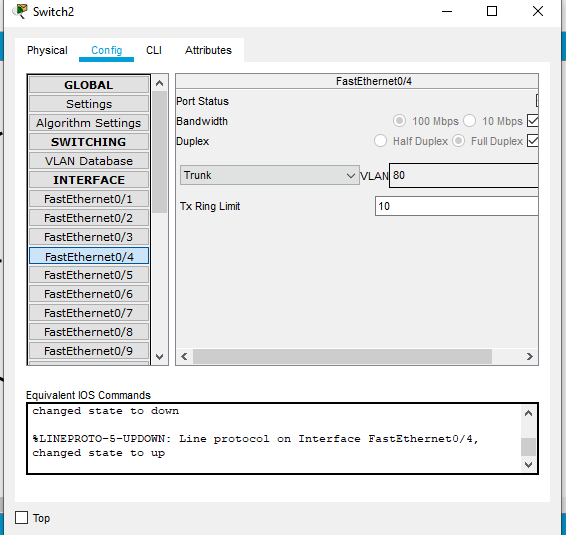 Switch2
Physical Config CLI Attributes
GLOBAL
Settings
Algorithm Settings
SWITCHING
VLAN Database
INTERFACE
FastEthernet0/1
FastEthernet0/2
FastEthernet0/3
FastEthernet0/4
FastEthernet0/5
FastEthernet0/6
FastEthernet0/7
FastEthernet0/8
FastEthernet0/9
FastEthernet0/4
Port Status
Bandwidth 100 Mbps 10 Mbps
Duplex Half Duplex Full Duplex
Trunk VLAN 80
Tx Ring Limit 10
Equivalent IOS Commands
changed state to down
%LINEPROTO-5-UPDOWN: Line protocol on Interface FastEthernet0/4,
changed state to up
Top